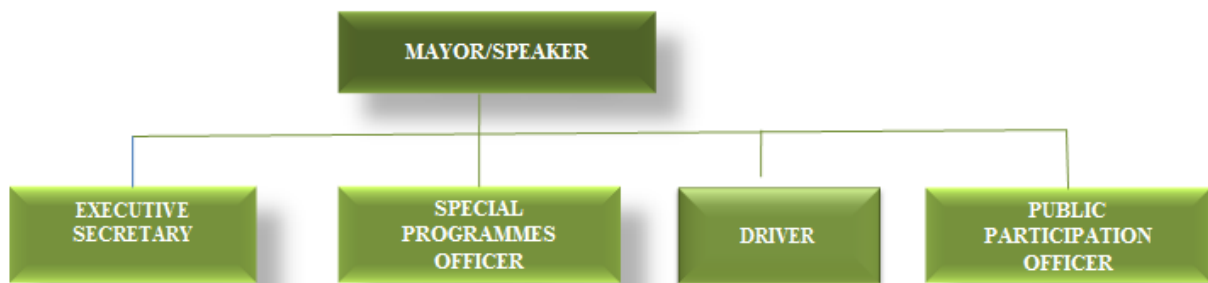 MAYOR/SPEAKER
EXECUTIVE
SECRETARY
SPECIAL
PROGRAMMES
OFFICER
DRIVER
PUBLIC
PARTICIPATION
OFFICER